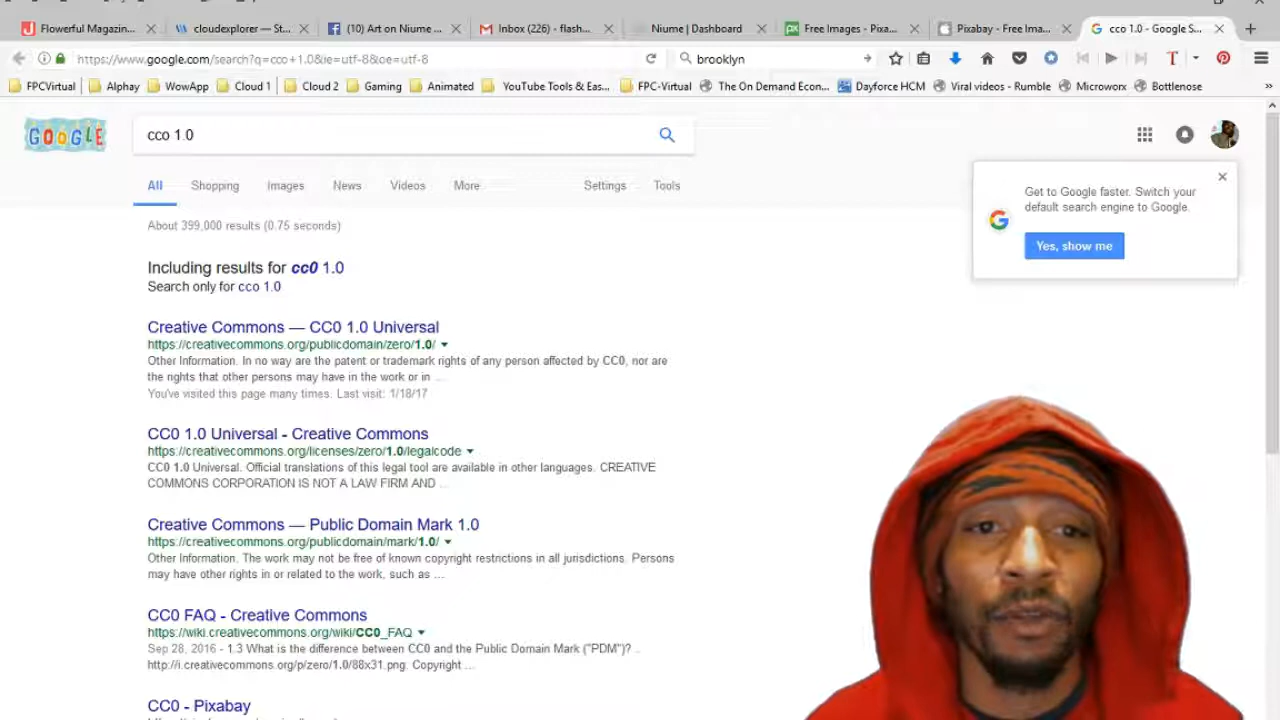 Flowerful Magazin...
cloudexplorer — St...
(10) Art on Niume ...
Inbox (226) - flash...
Niume | Dashboard
Free Images - Pixa...
Pixabay - Free Ima...
cco 1.0 - Google S...
https://www.google.com/search?q=cco+1.0&ie=utf-8&oe=utf-8
brooklyn
FPCVirtual
Alphay
WowApp
Cloud 1
Cloud 2
Gaming
Animated
YouTube Tools & Eas...
FPC-Virtual
The On Demand Econ...
Dayforce HCM
Viral videos - Rumble
Microworx
Bottlenose
GOOGLE
cco 1.0
All
Shopping
Images
News
Videos
More
Settings
Tools
Get to Google faster. Switch your
default search engine to Google.
Yes, show me
About 399,000 results (0.75 seconds)
Including results for cc0 1.0
Search only for cco 1.0
Creative Commons — CC0 1.0 Universal
https://creativecommons.org/publicdomain/zero/1.0/
Other Information. In no way are the patent or trademark rights of any person affected by CC0, nor are
the rights that other persons may have in the work or in ...
You've visited this page many times. Last visit: 1/18/17
CC0 1.0 Universal - Creative Commons
https://creativecommons.org/licenses/zero/1.0/legalcode
CC0 1.0 Universal. Official translations of this legal tool are available in other languages. CREATIVE
COMMONS CORPORATION IS NOT A LAW FIRM AND ...
Creative Commons — Public Domain Mark 1.0
https://creativecommons.org/publicdomain/mark/1.0/
Other Information. The work may not be free of known copyright restrictions in all jurisdictions. Persons
may have other rights in or related to the work, such as ...
CC0 FAQ - Creative Commons
https://wiki.creativecommons.org/wiki/CC0_FAQ
Sep 28, 2016 - 1.3 What is the difference between CC0 and the Public Domain Mark ("PDM")? ...
http://i.creativecommons.org/p/zero/1.0/88x31.png. Copyright ...
CC0 - Pixabay